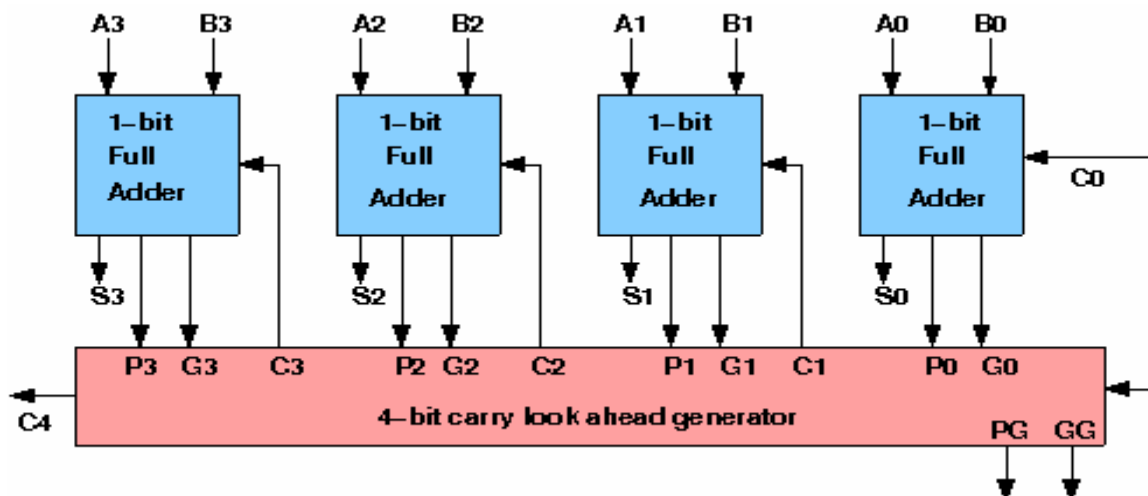 A3 B3 A2 B2 A1 B1 A0 B0
1-bit Full Adder
1-bit Full Adder
1-bit Full Adder
1-bit Full Adder
C0
S3 S2 S1 S0
P3 G3 C3 P2 G2 C2 P1 G1 C1 P0 G0
C4
4-bit carry look ahead generator
PG GG